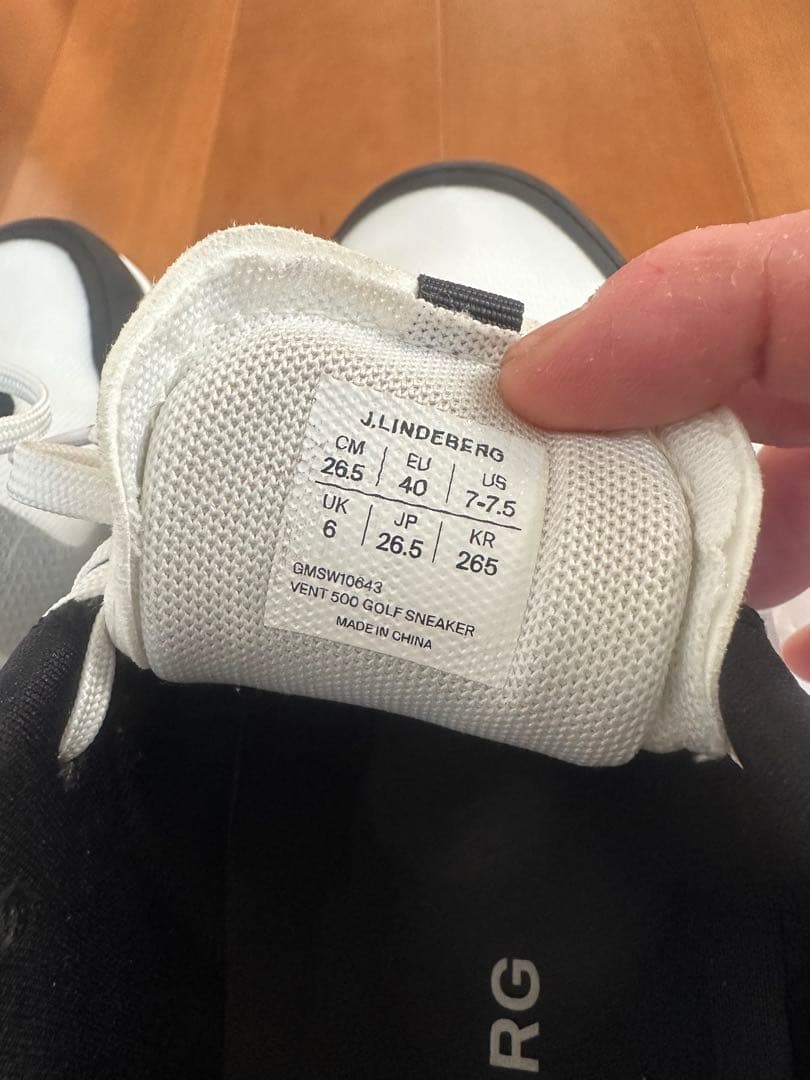 J.LINDEBERG
CM | EU | US
26.5 | 40 | 7-7.5
UK | JP | KR
6 | 26.5 | 265
GMSW10643
VENT 500 GOLF SNEAKER
MADE IN CHINA
RG